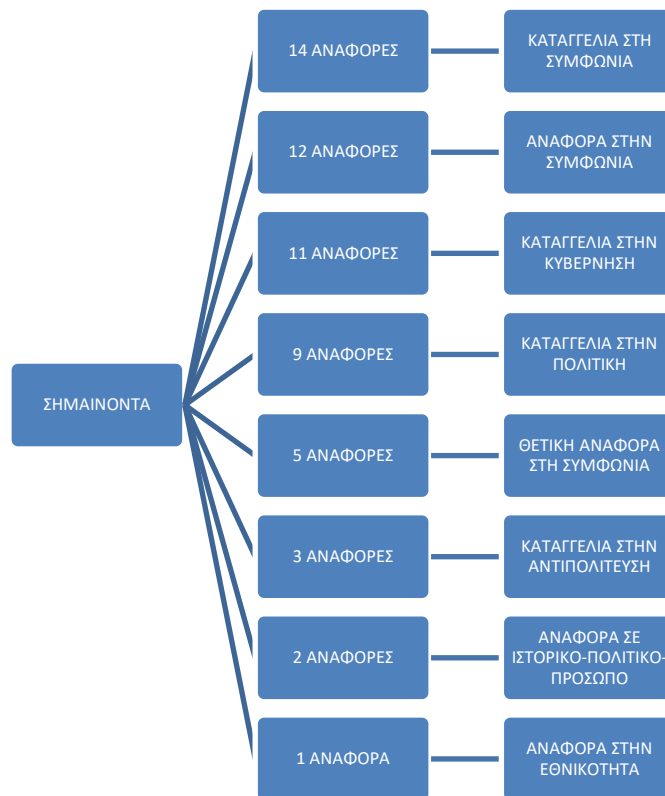 14 ΑΝΑΦΟΡΕΣ
ΚΑΤΑΓΓΕΛΙΑ ΣΤΗ
ΣΥΜΦΩΝΙΑ
12 ΑΝΑΦΟΡΕΣ
ΑΝΑΦΟΡΑ ΣΤΗΝ
ΣΥΜΦΩΝΙΑ
11 ΑΝΑΦΟΡΕΣ
ΚΑΤΑΓΓΕΛΙΑ ΣΤΗΝ
ΚΥΒΕΡΝΗΣΗ
ΣΗΜΑΙΝΟΝΤΑ
9 ΑΝΑΦΟΡΕΣ
ΚΑΤΑΓΓΕΛΙΑ ΣΤΗΝ
ΠΟΛΙΤΙΚΗ
5 ΑΝΑΦΟΡΕΣ
ΘΕΤΙΚΗ ΑΝΑΦΟΡΑ
ΣΤΗ ΣΥΜΦΩΝΙΑ
3 ΑΝΑΦΟΡΕΣ
ΚΑΤΑΓΓΕΛΙΑ ΣΤΗΝ
ΑΝΤΙΠΟΛΙΤΕΥΣΗ
2 ΑΝΑΦΟΡΕΣ
ΑΝΑΦΟΡΑ ΣΕ
ΙΣΤΟΡΙΚΟ-ΠΟΛΙΤΙΚΟ-
ΠΡΟΣΩΠΟ
1 ΑΝΑΦΟΡΑ
ΑΝΑΦΟΡΑ ΣΤΗΝ
ΕΘΝΙΚΟΤΗΤΑ